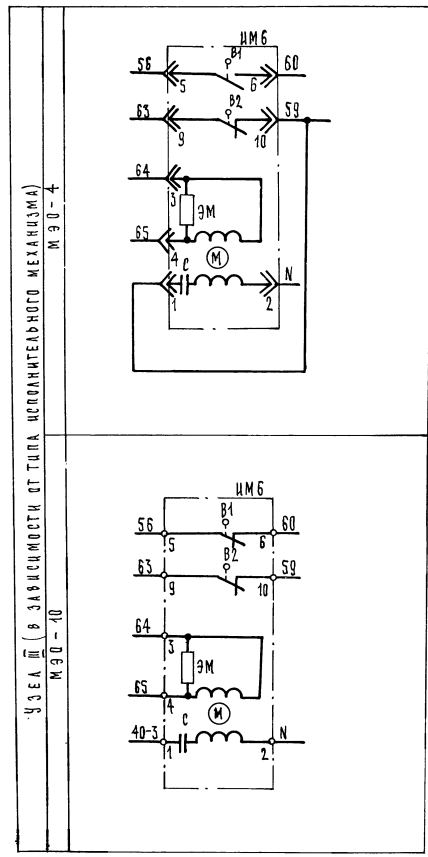 УЗЕЛ III (В ЗАВИСИМОСТИ ОТ ТИПА ИСПОЛНИТЕЛЬНОГО МЕХАНИЗМА)
МЭО-4
ИМ6
В1
56 5 6 60
В2
63 9 10 59
64
3
ЭМ
65
4
М
С
1 2 N
МЭО-10
ИМ6
В1
56 5 6 60
В2
63 9 10 59
64
3
ЭМ
65
4
М
С
40-3 1 2 N